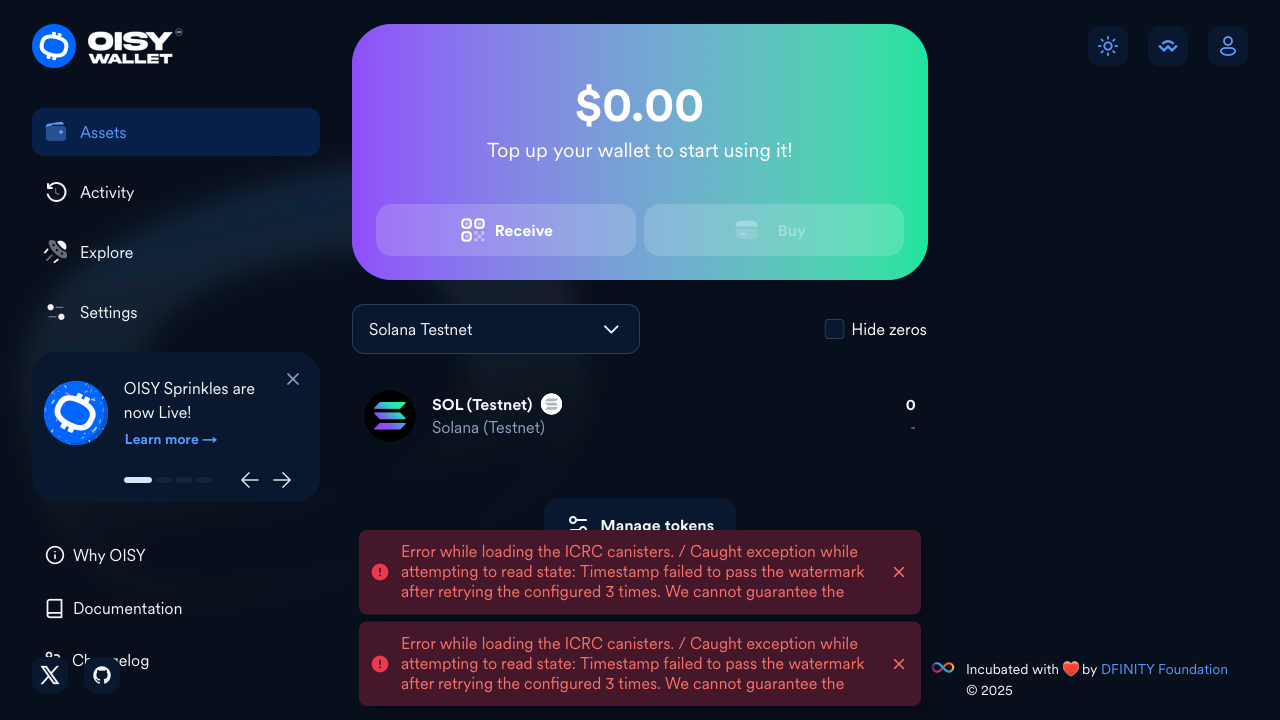 OISY
WALLET
Assets
Activity
Explore
Settings
OISY Sprinkles are
now Live!
Learn more →
Why OISY
Documentation
Changelog
$0.00
Top up your wallet to start using it!
Receive
Buy
Solana Testnet
Hide zeros
SOL (Testnet)
0
Solana (Testnet)
-
Manage tokens
Error while loading the ICRC canisters. / Caught exception while
attempting to read state: Timestamp failed to pass the watermark
after retrying the configured 3 times. We cannot guarantee the
Error while loading the ICRC canisters. / Caught exception while
attempting to read state: Timestamp failed to pass the watermark
after retrying the configured 3 times. We cannot guarantee the
Incubated with ❤️ by DFINITY Foundation
© 2025